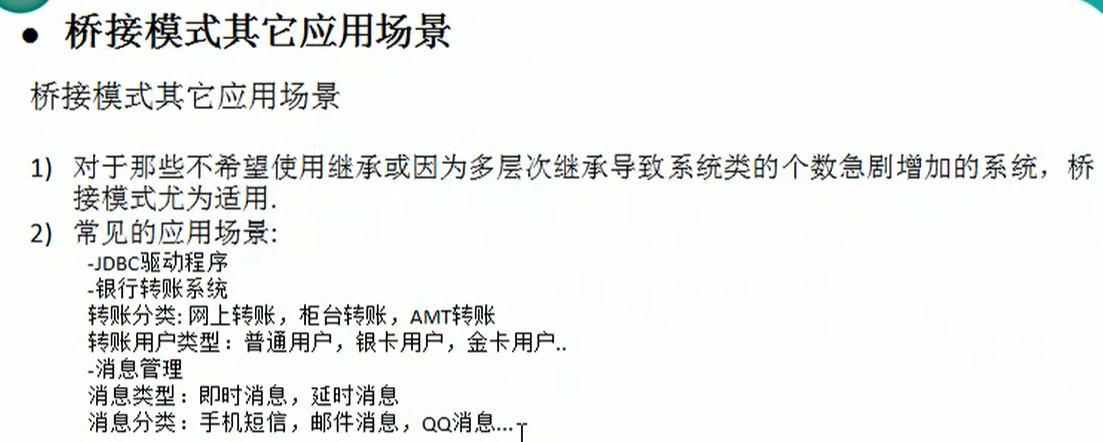 ● 桥接模式其它应用场景
桥接模式其它应用场景
1) 对于那些不希望使用继承或因为多层次继承导致系统类的个数急剧增加的系统，桥
接模式尤为适用.
2) 常见的应用场景:
-JDBC驱动程序
-银行转账系统
转账分类: 网上转账，柜台转账，AMT转账
转账用户类型：普通用户，银卡用户，金卡用户..
-消息管理
消息类型：即时消息，延时消息
消息分类：手机短信，邮件消息，QQ消息...